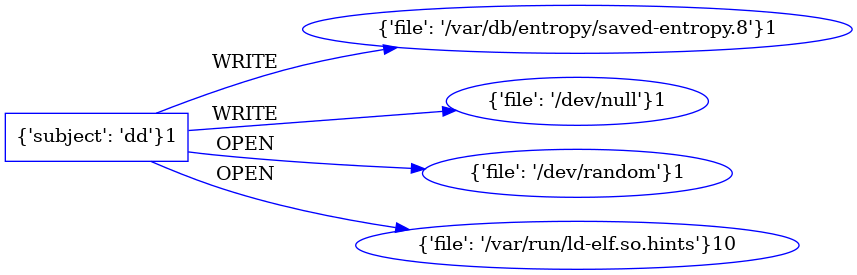 {'file': '/var/db/entropy/saved-entropy.8'}1
WRITE
{'file': '/dev/null'}1
WRITE
{'subject': 'dd'}1
OPEN
{'file': '/dev/random'}1
OPEN
{'file': '/var/run/ld-elf.so.hints'}10